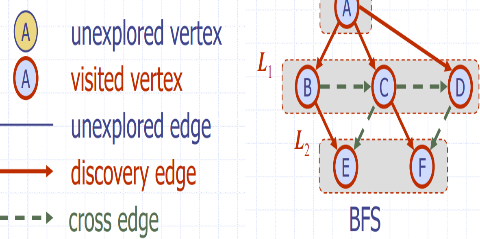 A unexplored vertex
A visited vertex
unexplored edge
discovery edge
cross edge
A
L1
B C D
L2
E F
BFS